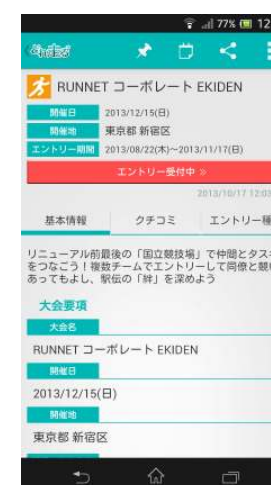 77% 12
RUNNET コーポレート EKIDEN
開催日 2013/12/15(日)
開催地 東京都 新宿区
エントリー期間 2013/08/22(木)~2013/11/17(日)
エントリー受付中 »
2013/10/17 12:03
基本情報 クチコミ エントリー種
リニューアル前最後の「国立競技場」で仲間とタスキ
をつなごう！複数チームでエントリーして同僚と競い
あってもよし、駅伝の「絆」を深めよう
大会要項
大会名
RUNNET コーポレート EKIDEN
開催日
2013/12/15(日)
開催地
東京都 新宿区